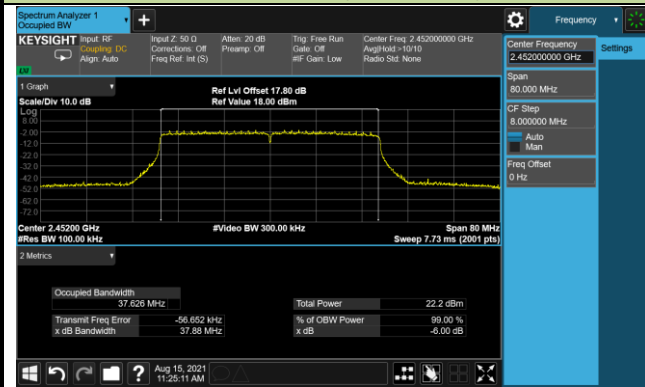 Spectrum Analyzer 1
Occupied BW
Frequency
KEYSIGHT
Input: RF
Coupling: DC
Align: Auto
Input Z: 50 Ω
Corrections: Off
Freq Ref: Int (S)
Atten: 20 dB
Preamp: Off
Trig: Free Run
Gate: Off
#IF Gain: Low
Center Freq: 2.452000000 GHz
Avg|Hold:>10/10
Radio Std: None
Center Frequency
2.452000000 GHz
Settings
Span
80.000 MHz
CF Step
8.000000 MHz
Auto
Man
Freq Offset
0 Hz
1 Graph
Scale/Div 10.0 dB
Ref Lvl Offset 17.80 dB
Ref Value 18.00 dBm
Log
8.00
-2.00
-12.0
-22.0
-32.0
-42.0
-52.0
-62.0
-72.0
Center 2.45200 GHz
#Video BW 300.00 kHz
Span 80 MHz
#Res BW 100.00 kHz
Sweep 7.73 ms (2001 pts)
2 Metrics
Occupied Bandwidth
37.626 MHz
Total Power 22.2 dBm
Transmit Freq Error -56.652 kHz
% of OBW Power 99.00 %
x dB Bandwidth 37.88 MHz
x dB -6.00 dB
Aug 15, 2021
11:25:11 AM